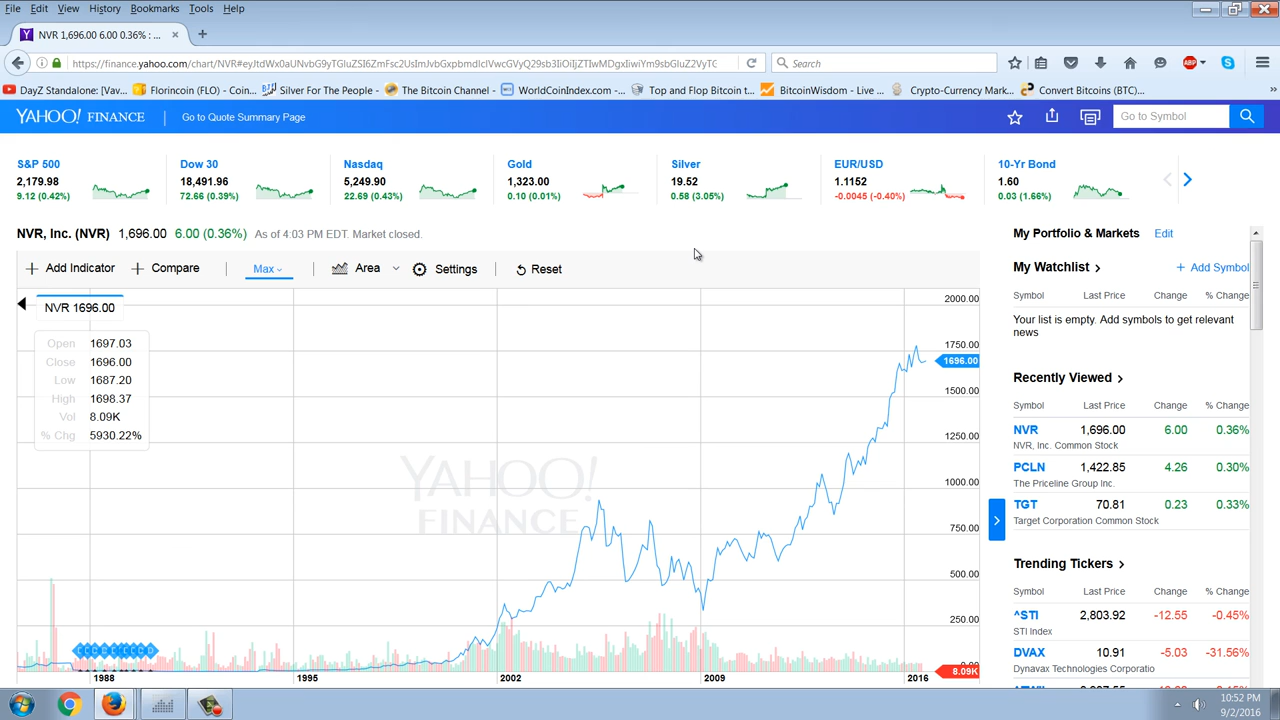 File Edit View History Bookmarks Tools Help
NVR 1,696.00 6.00 0.36% : ...
Search
DayZ Standalone: [Vav... Florincoin (FLO) - Coin... Silver For The People - ... The Bitcoin Channel - ... WorldCoinIndex.com -... Top and Flop Bitcoin t... BitcoinWisdom - Live ... Crypto-Currency Mark... Convert Bitcoins (BTC)...
YAHOO! FINANCE Go to Quote Summary Page Go to Symbol
S&P 500 Dow 30 Nasdaq Gold Silver EUR/USD 10-Yr Bond
2,179.98 18,491.96 5,249.90 1,323.00 19.52 1.1152 1.60
9.12 (0.42%) 72.66 (0.39%) 22.69 (0.43%) 0.10 (0.01%) 0.58 (3.05%) -0.0045 (-0.40%) 0.03 (1.66%)
NVR, Inc. (NVR) 1,696.00 6.00 (0.36%) As of 4:03 PM EDT. Market closed.
Add Indicator Compare Max Area Settings Reset
NVR 1696.00
Open 1697.03
Close 1696.00
Low 1687.20
High 1698.37
Vol 8.09K
% Chg 5930.22%
YAHOO!
FINANCE
2000.00
1750.00
1696.00
1500.00
1250.00
1000.00
750.00
500.00
250.00
8.09K
1988 1995 2002 2009 2016
My Portfolio & Markets Edit
My Watchlist + Add Symbol
Symbol Last Price Change % Change
Your list is empty. Add symbols to get relevant
news
Recently Viewed
Symbol Last Price Change % Change
NVR 1,696.00 6.00 0.36%
NVR, Inc. Common Stock
PCLN 1,422.85 4.26 0.30%
The Priceline Group Inc.
TGT 70.81 0.23 0.33%
Target Corporation Common Stock
Trending Tickers
Symbol Last Price Change % Change
^STI 2,803.92 -12.55 -0.45%
STI Index
DVAX 10.91 -5.03 -31.56%
Dynavax Technologies Corporatio
10:52 PM
9/2/2016